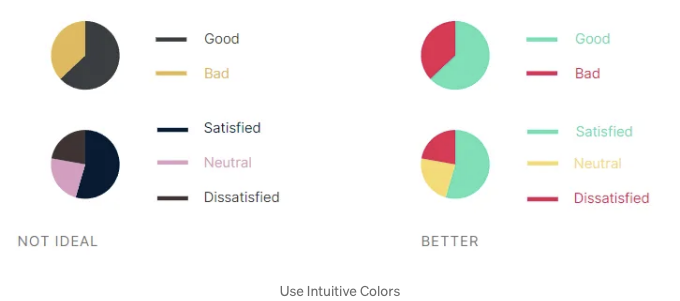 Good
Bad
Satisfied
Neutral
Dissatisfied
NOT IDEAL
Good
Bad
Satisfied
Neutral
Dissatisfied
BETTER
Use Intuitive Colors